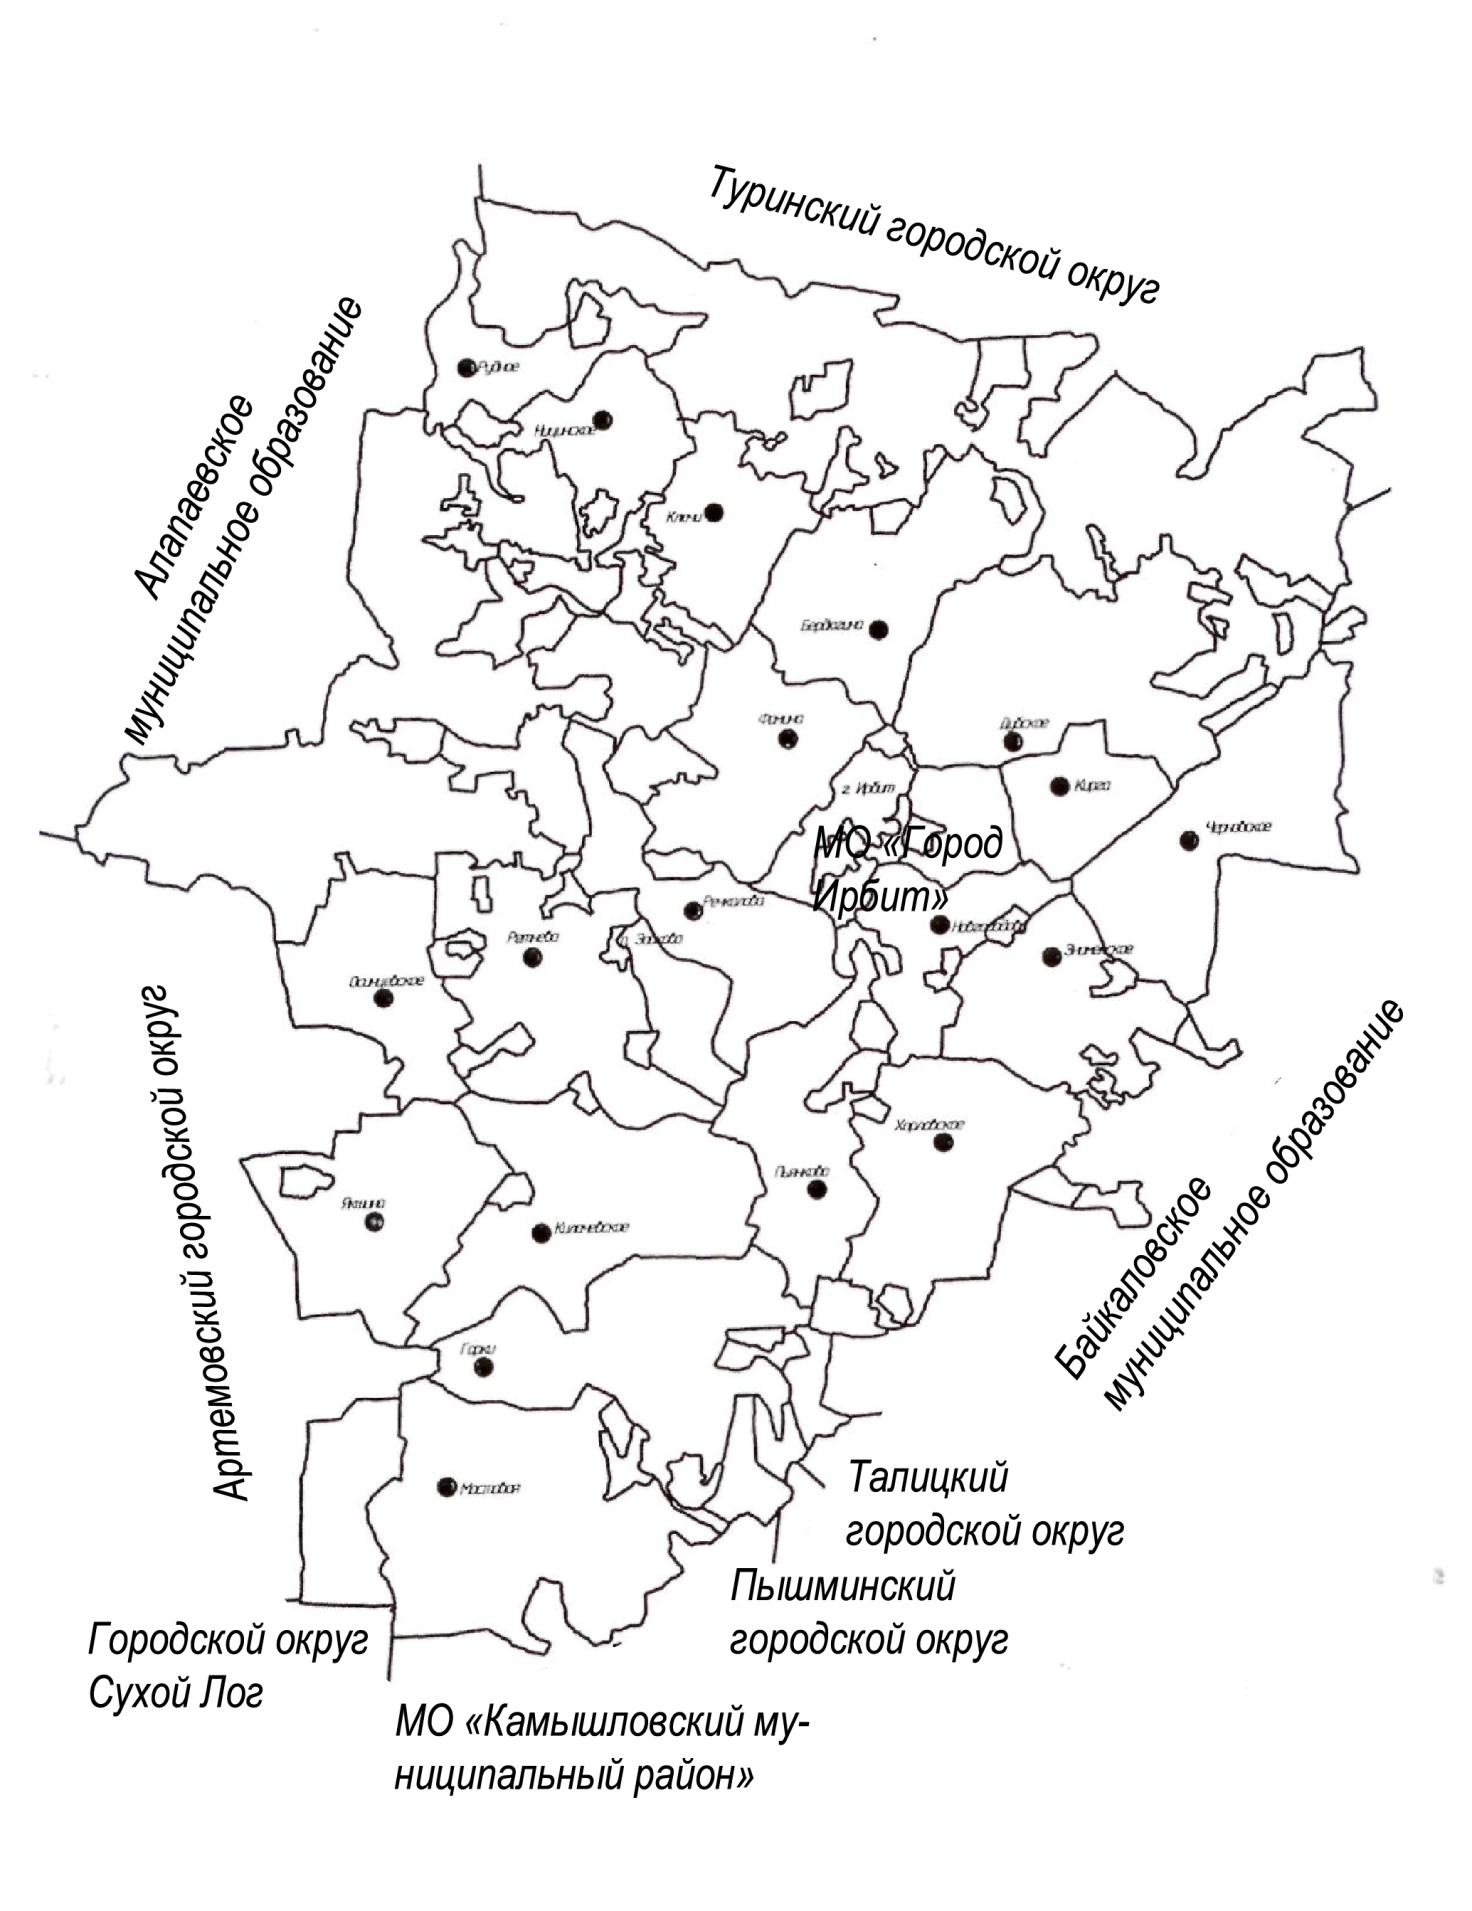 Туринский городской округ
Алапаевское
муниципальное образование
Рудное
Ницинское
Ключи
Бердюгина
Фомина
Дубское
г. Ирбит
Кирга
Черновское
МО «Город
Ирбит»
Речкалова
Новгородово
Ретнева
п. Зайково
Знаменское
Осинцевское
Артемовский городской округ
Харловское
Пьянково
Якшина
Килачевское
Байкаловское
муниципальное образование
Горки
Мостовая
Талицкий
городской округ
Пышминский
городской округ
Городской округ
Сухой Лог
МО «Камышловский му-
ниципальный район»